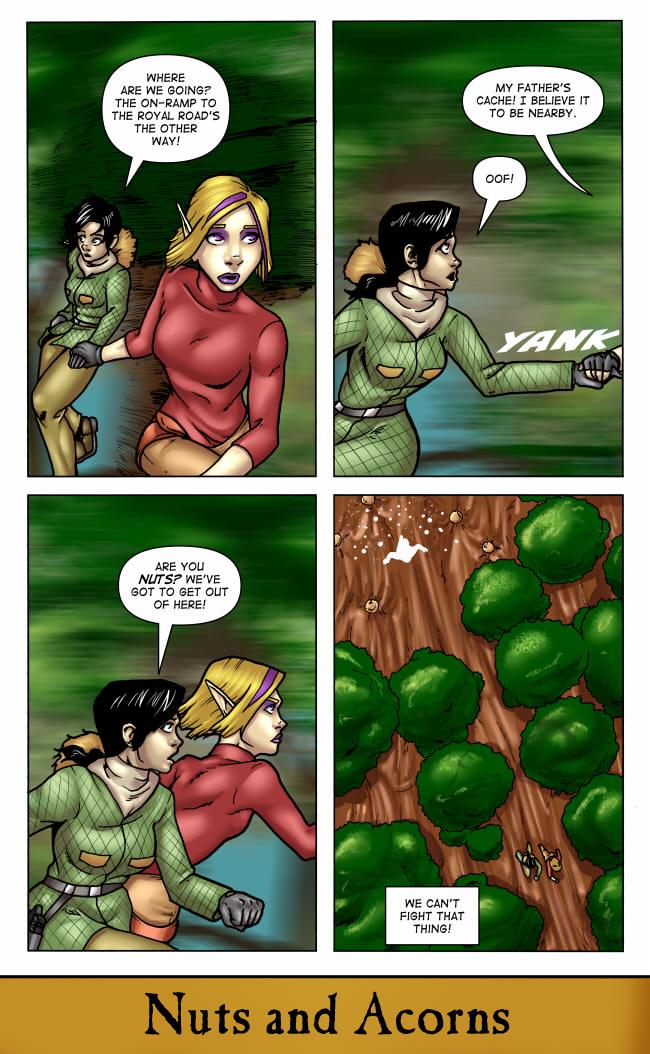 WHERE
ARE WE GOING?
THE ON-RAMP TO
THE ROYAL ROAD'S
THE OTHER
WAY!
MY FATHER'S
CACHE! I BELIEVE IT
TO BE NEARBY.
OOF!
YANK
ARE YOU
NUTS? WE'VE
GOT TO GET OUT
OF HERE!
WE CAN'T
FIGHT THAT
THING!
Nuts and Acorns